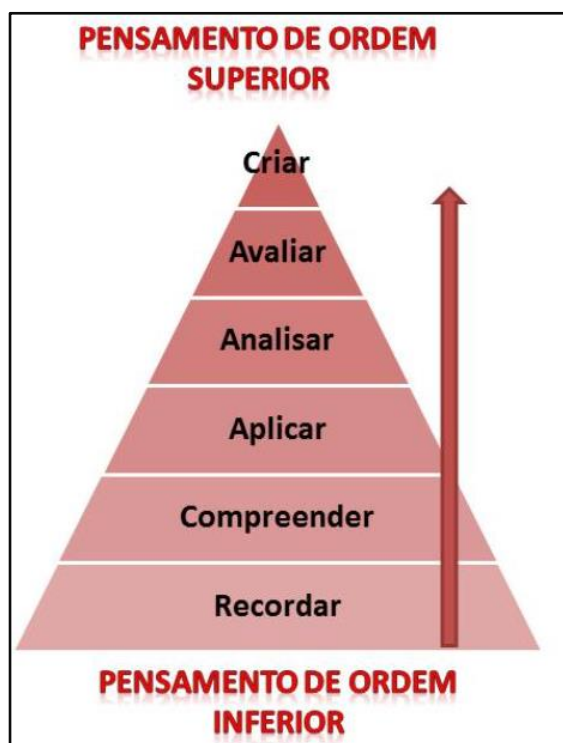 PENSAMENTO DE ORDEM
SUPERIOR
Criar
Avaliar
Analisar
Aplicar
Compreender
Recordar
PENSAMENTO DE ORDEM
INFERIOR